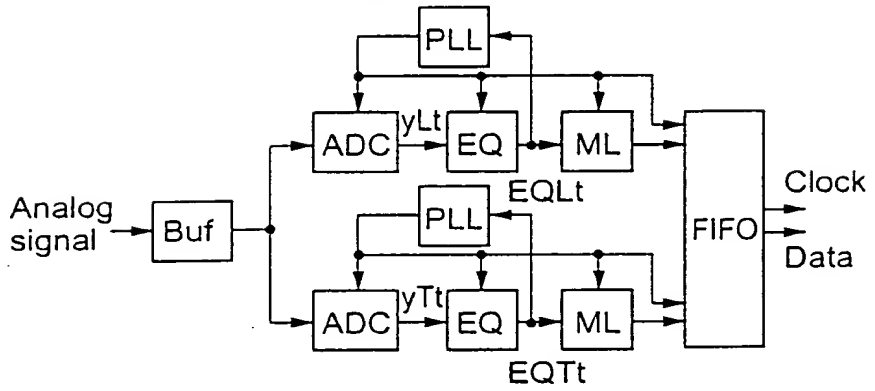 PLL
ADC
yLt
EQ
ML
EQLt
Analog
signal
Buf
PLL
FIFO
Clock
Data
ADC
yTt
EQ
ML
EQTt